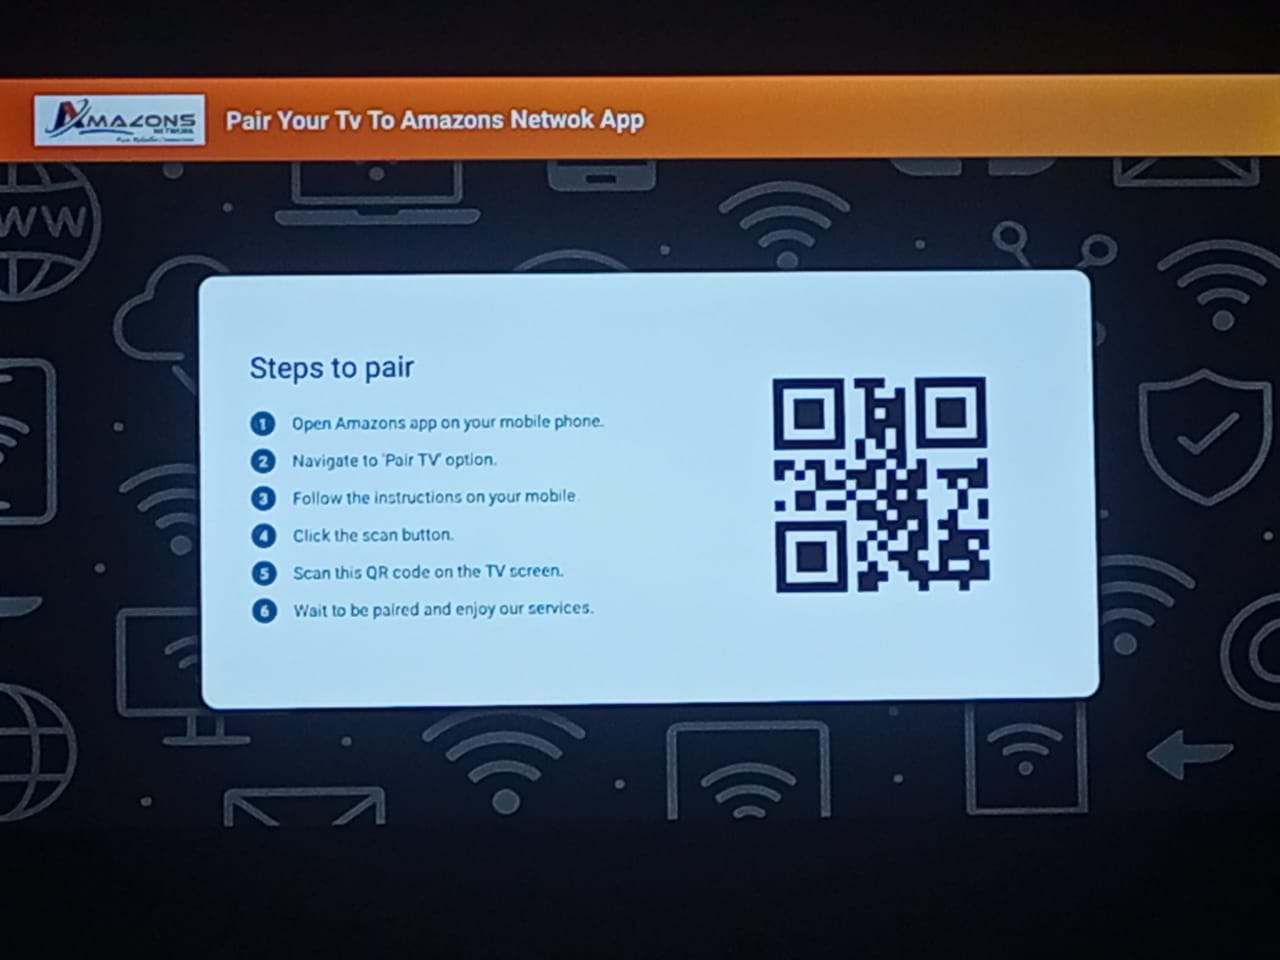 AMAZONS
NETWORK
Pair Your Tv To Amazons Netwok App
WW
Steps to pair
1 Open Amazons app on your mobile phone.
2 Navigate to 'Pair TV' option.
3 Follow the instructions on your mobile.
4 Click the scan button.
5 Scan this QR code on the TV screen.
6 Wait to be paired and enjoy our services.